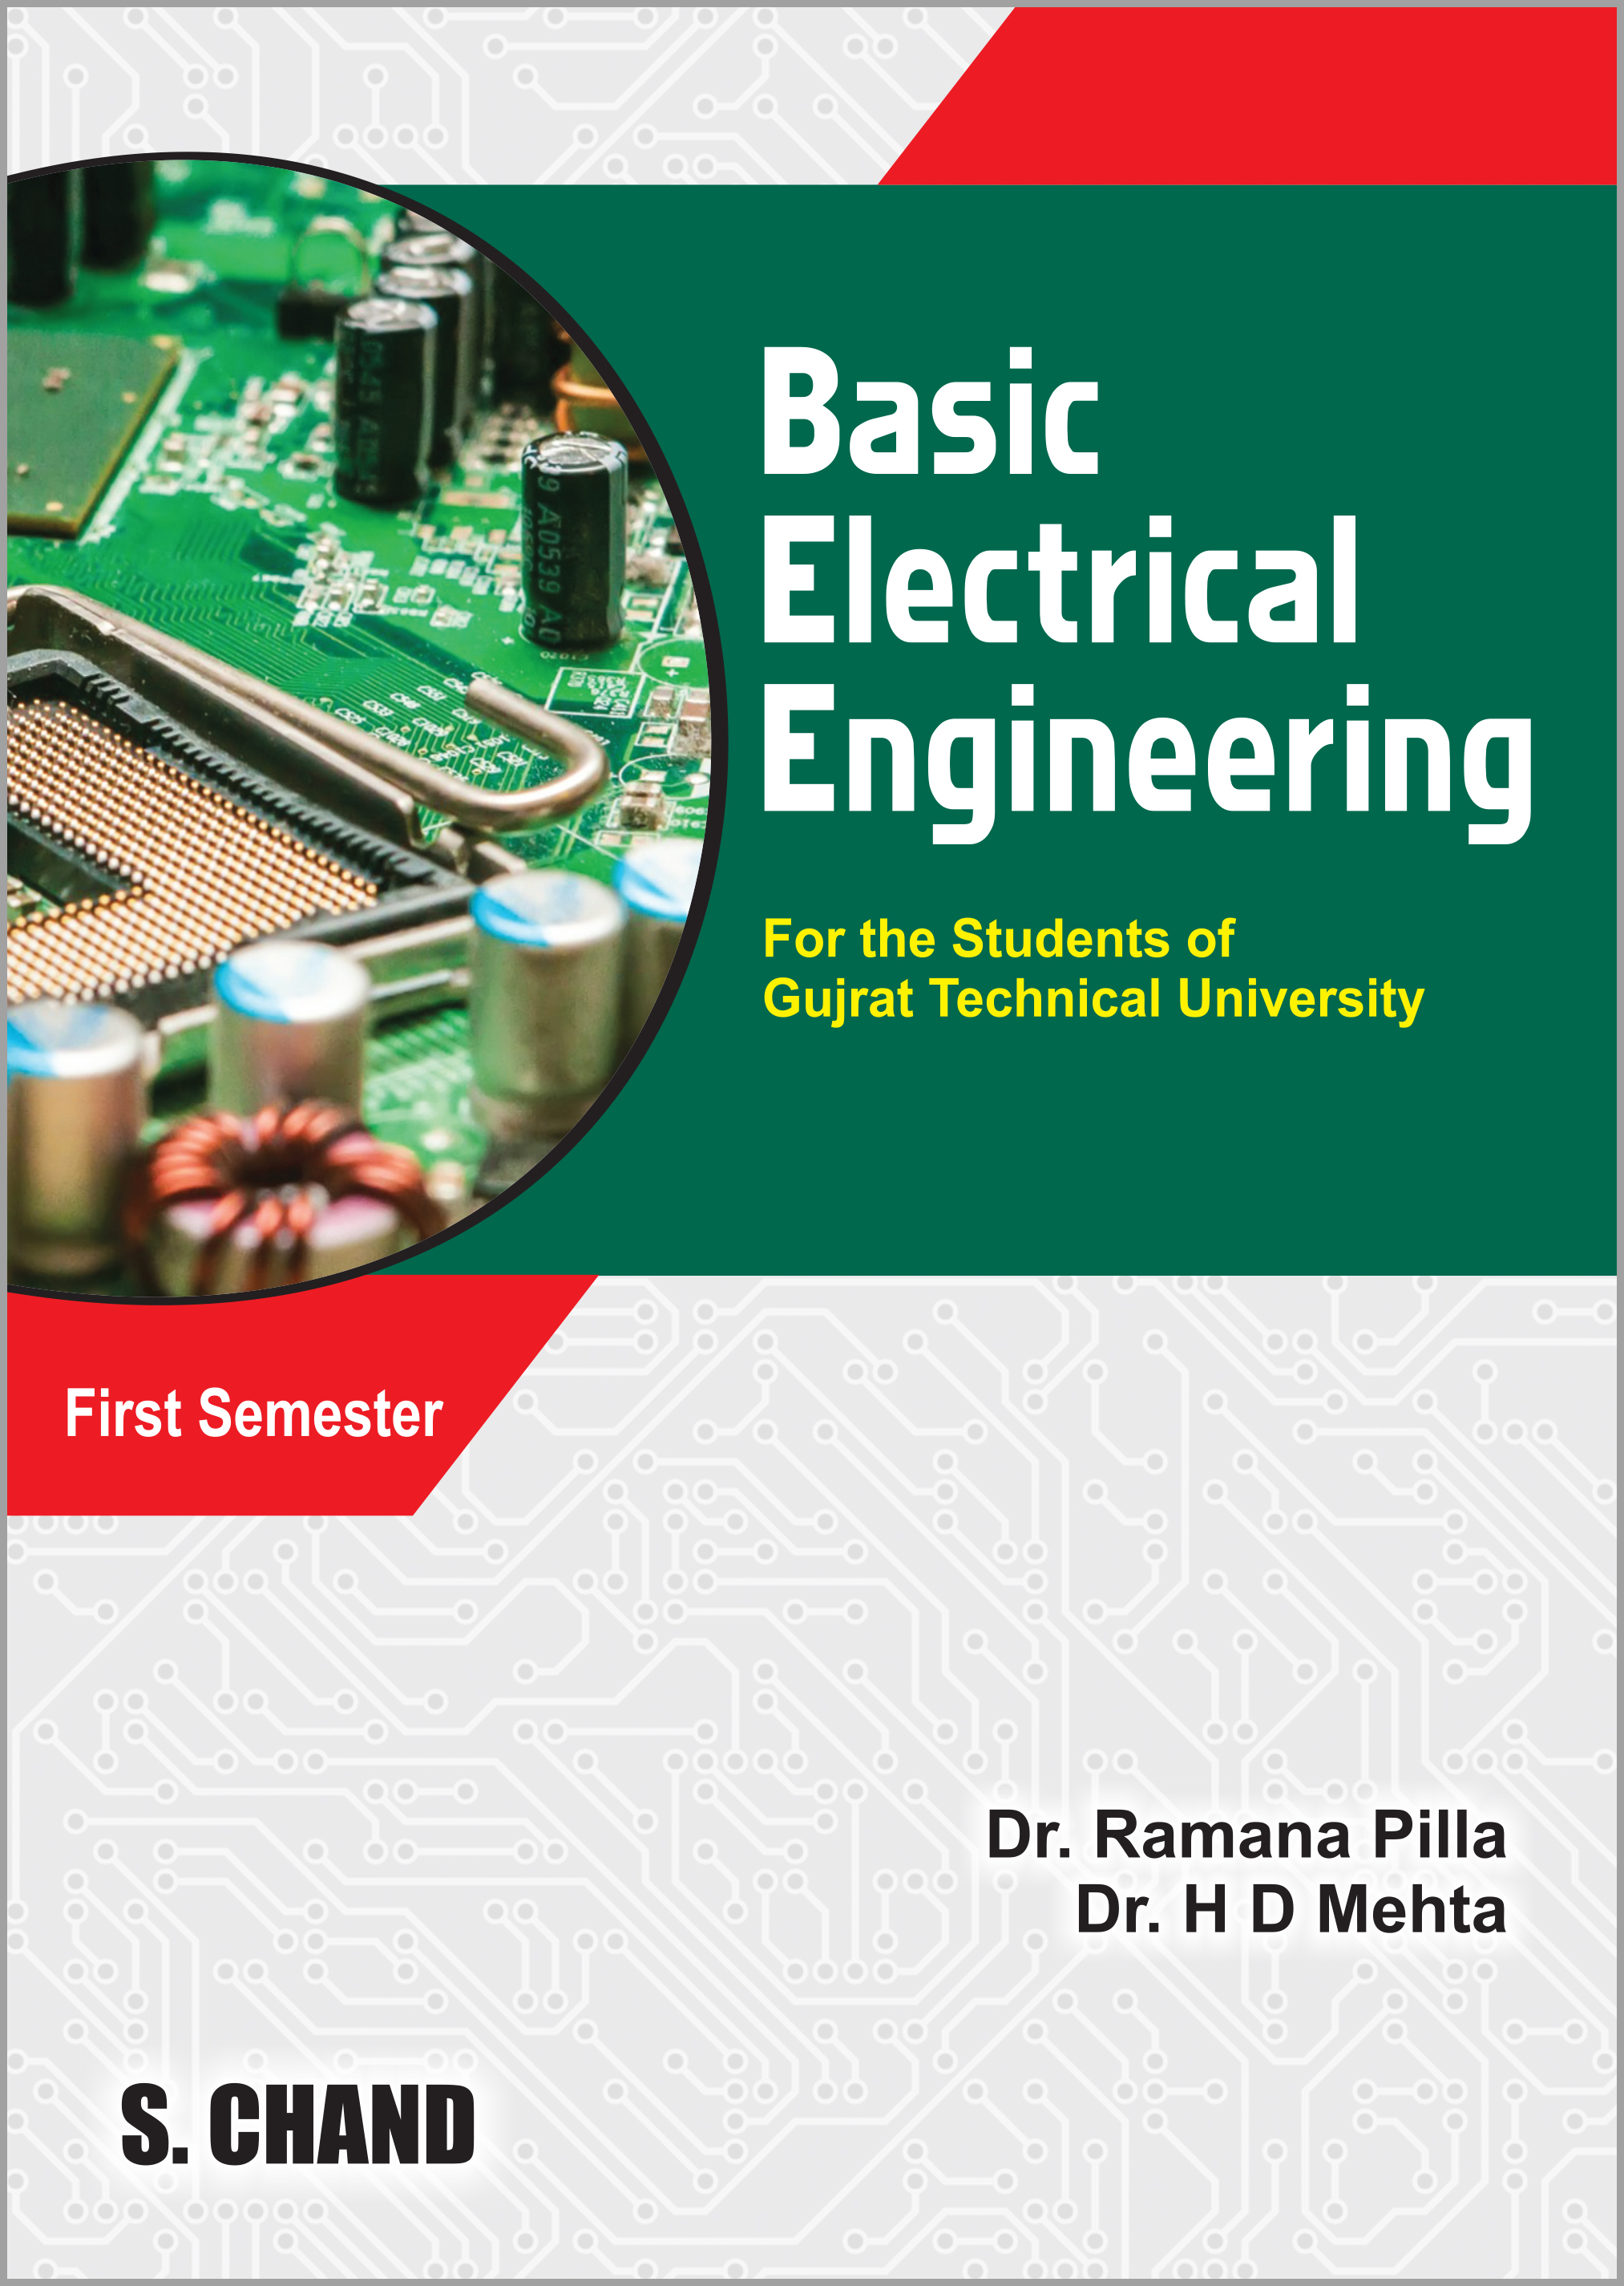 Basic
Electrical
Engineering
For the Students of
Gujrat Technical University
First Semester
Dr. Ramana Pilla
Dr. H D Mehta
S. CHAND